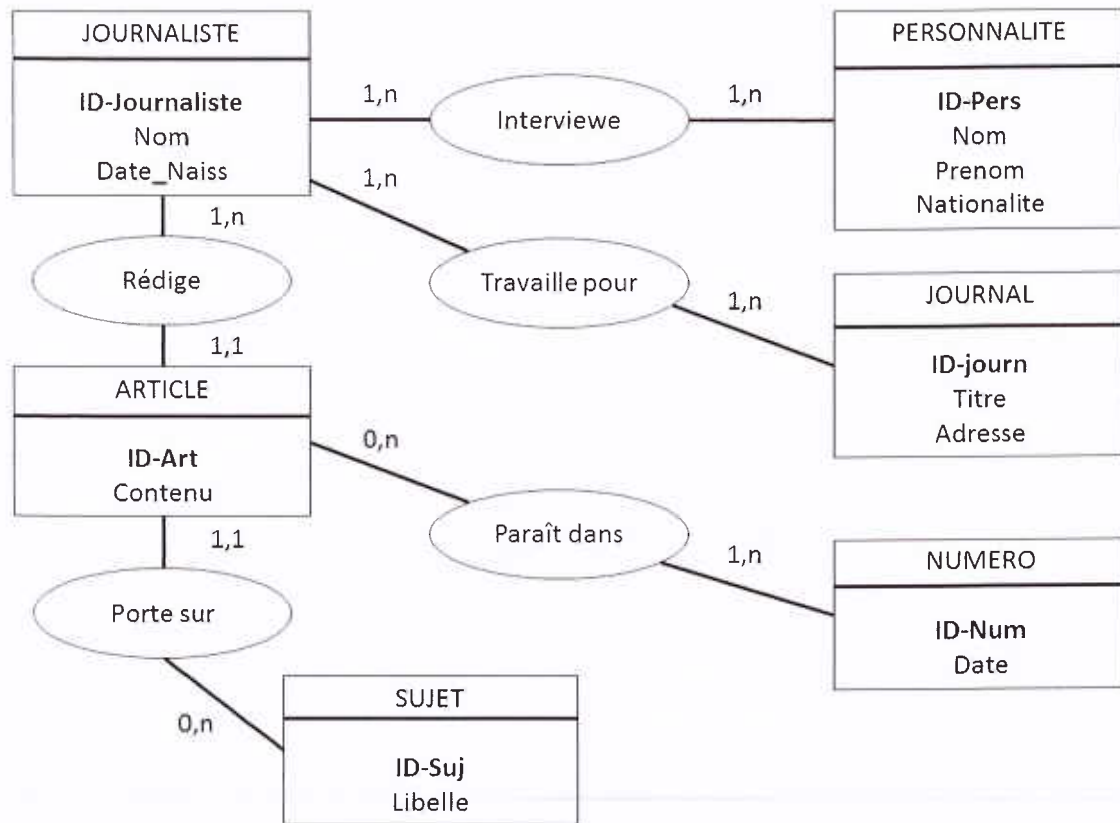 JOURNALISTE
ID-Journaliste
Nom
Date_Naiss
1,n
Interviewe
1,n
PERSONNALITE
ID-Pers
Nom
Prenom
Nationalite
1,n
Travaille pour
1,n
JOURNAL
ID-journ
Titre
Adresse
1,n
Rédige
1,1
ARTICLE
ID-Art
Contenu
0,n
Paraît dans
1,n
NUMERO
ID-Num
Date
1,1
Porte sur
0,n
SUJET
ID-Suj
Libelle